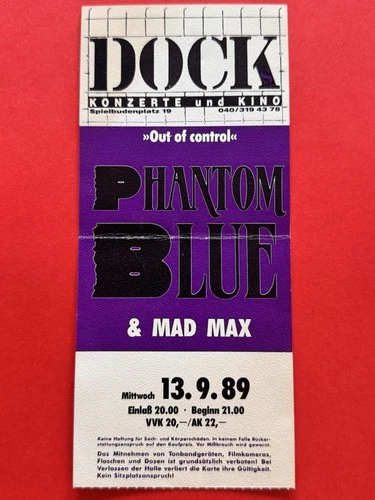 DOCKs
KONZERTE und KINO
Spielbudenplatz 19 040/319 43 78
»Out of control«
PHANTOM
BLUE
& MAD MAX
Mittwoch 13.9.89
Einlaß 20.00 · Beginn 21.00
VVK 20,–/AK 22,–
Keine Haftung für Sach- und Körperschäden. In keinem Falle Rücker-
stattungsanspruch auf den Kaufpreis. Vor Mißbrauch wird gewarnt.
Das Mitnehmen von Tonbandgeräten, Filmkameras,
Flaschen und Dosen ist grundsätzlich verboten! Bei
Verlassen der Halle verliert die Karte ihre Gültigkeit.
Kein Sitzplatzanspruch!